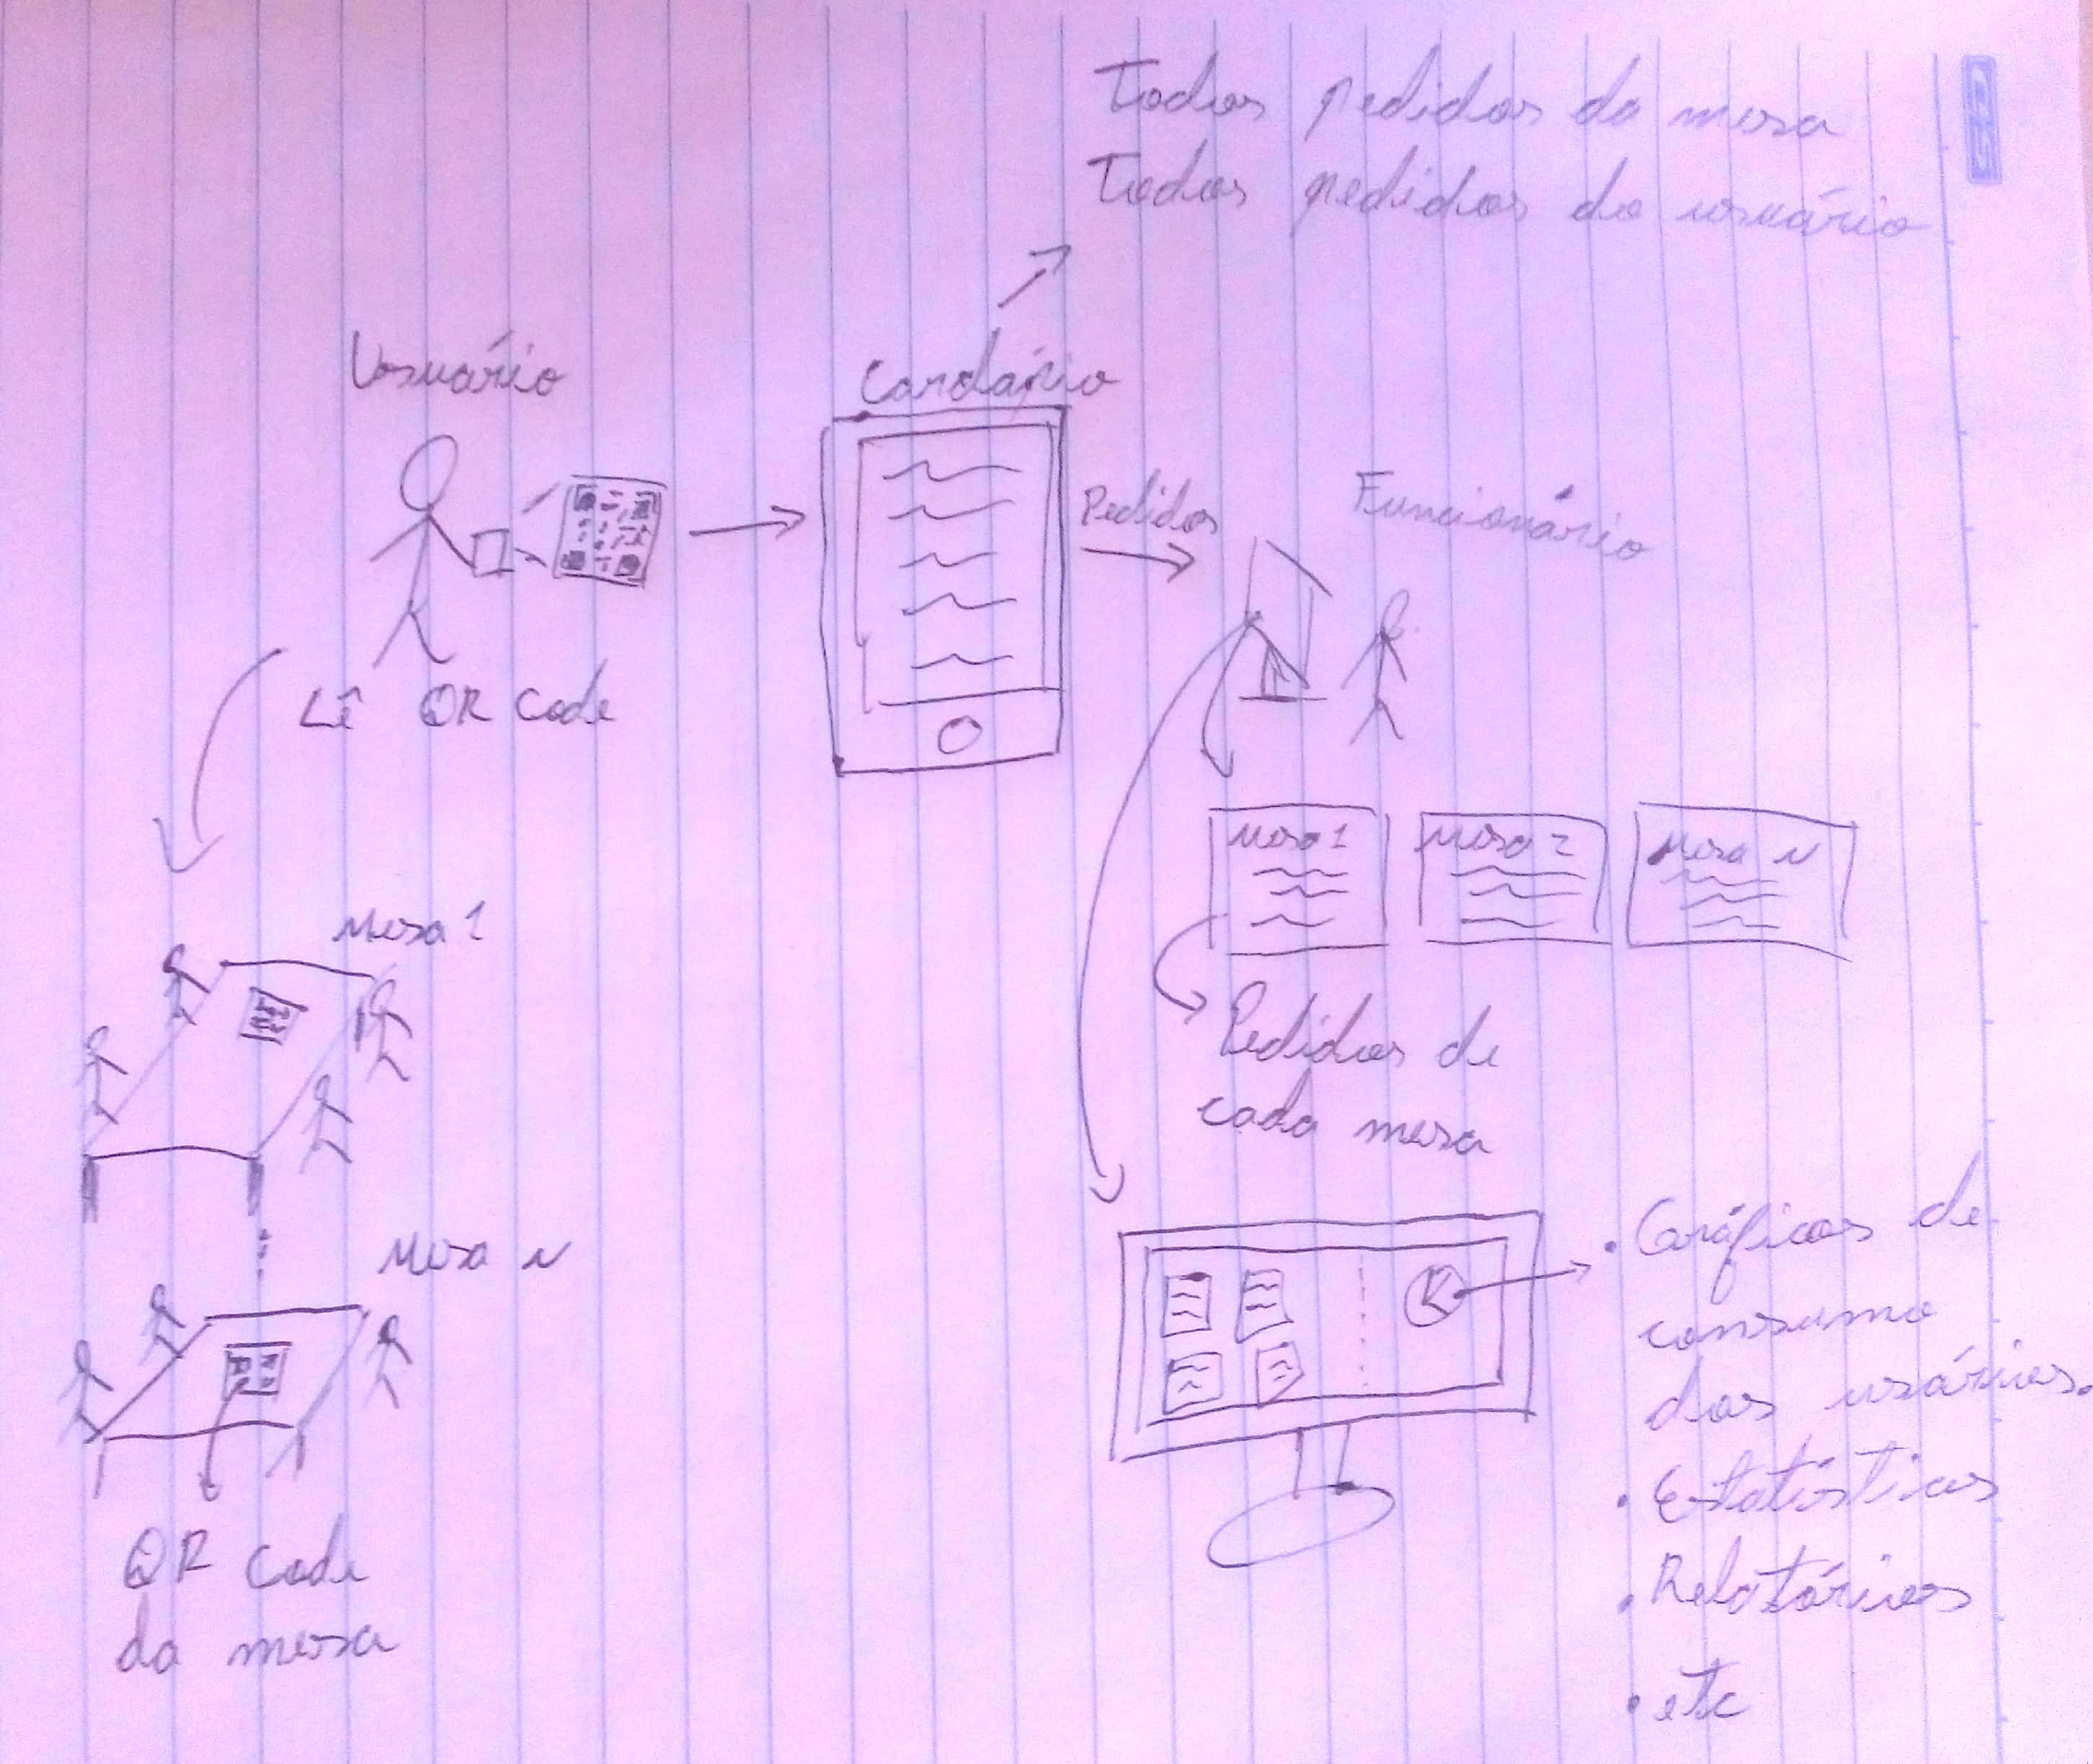 Todos pedidos da mesa
Todos pedidos do usuário
Usuário
Cardápio
Pedidos
Funcionário
Lê QR Code
Mesa 1
Mesa 2
Mesa N
Mesa 1
Pedidos de
cada mesa
Mesa N
QR Code
da mesa
• Gráficos de
consumo
dos usários.
• Estatísticas
• Relatórios
• etc